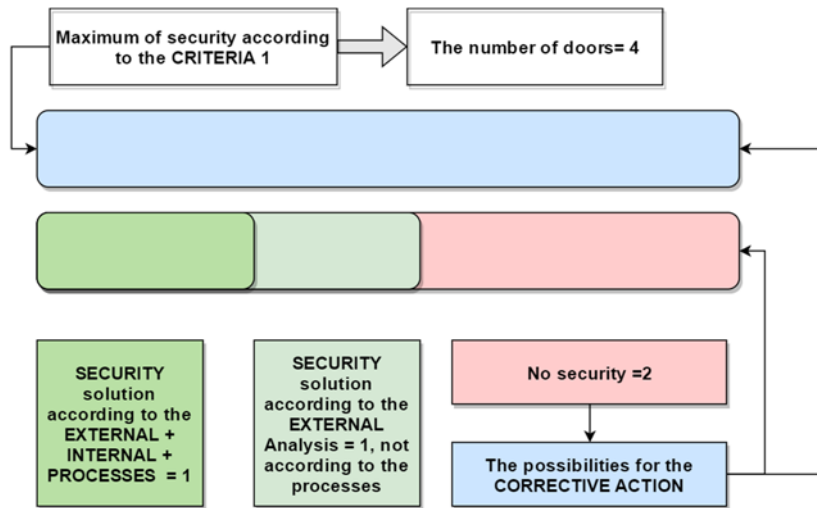 Maximum of security according
to the CRITERIA 1
The number of doors= 4
SECURITY
solution
according to the
EXTERNAL +
INTERNAL +
PROCESSES = 1
SECURITY
solution
according to the
EXTERNAL
Analysis = 1, not
according to the
processes
No security =2
The possibilities for the
CORRECTIVE ACTION